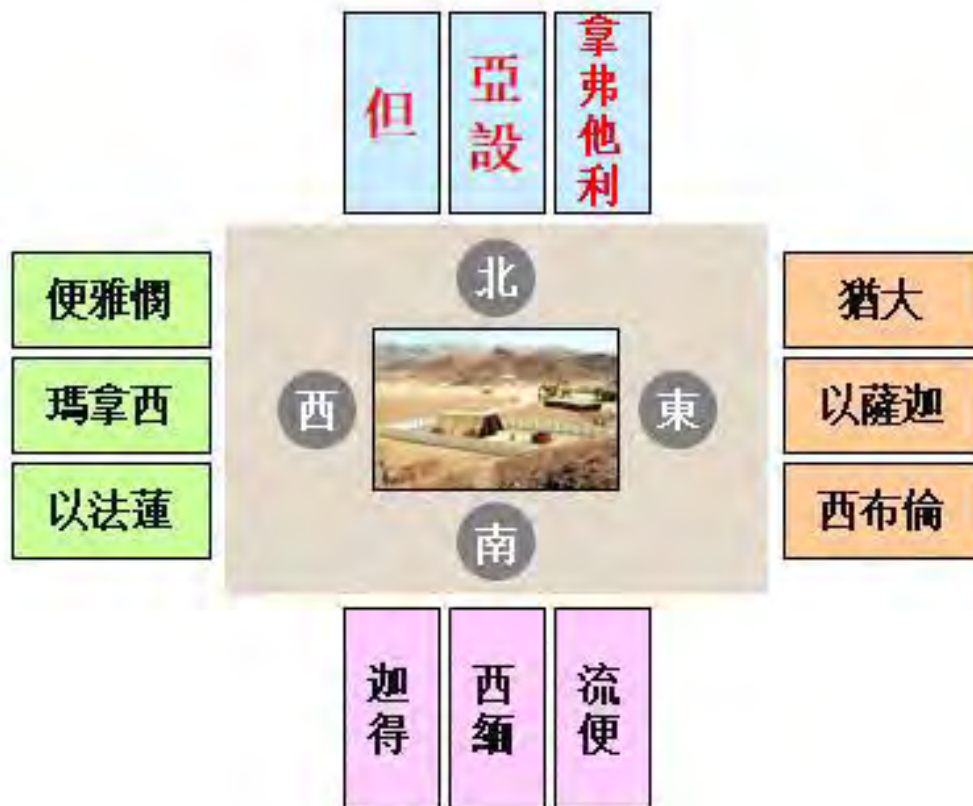 但
亞設
拿弗他利
北
便雅憫
瑪拿西
以法蓮
西
東
猶大
以薩迦
西布倫
南
迦得
西緬
流便